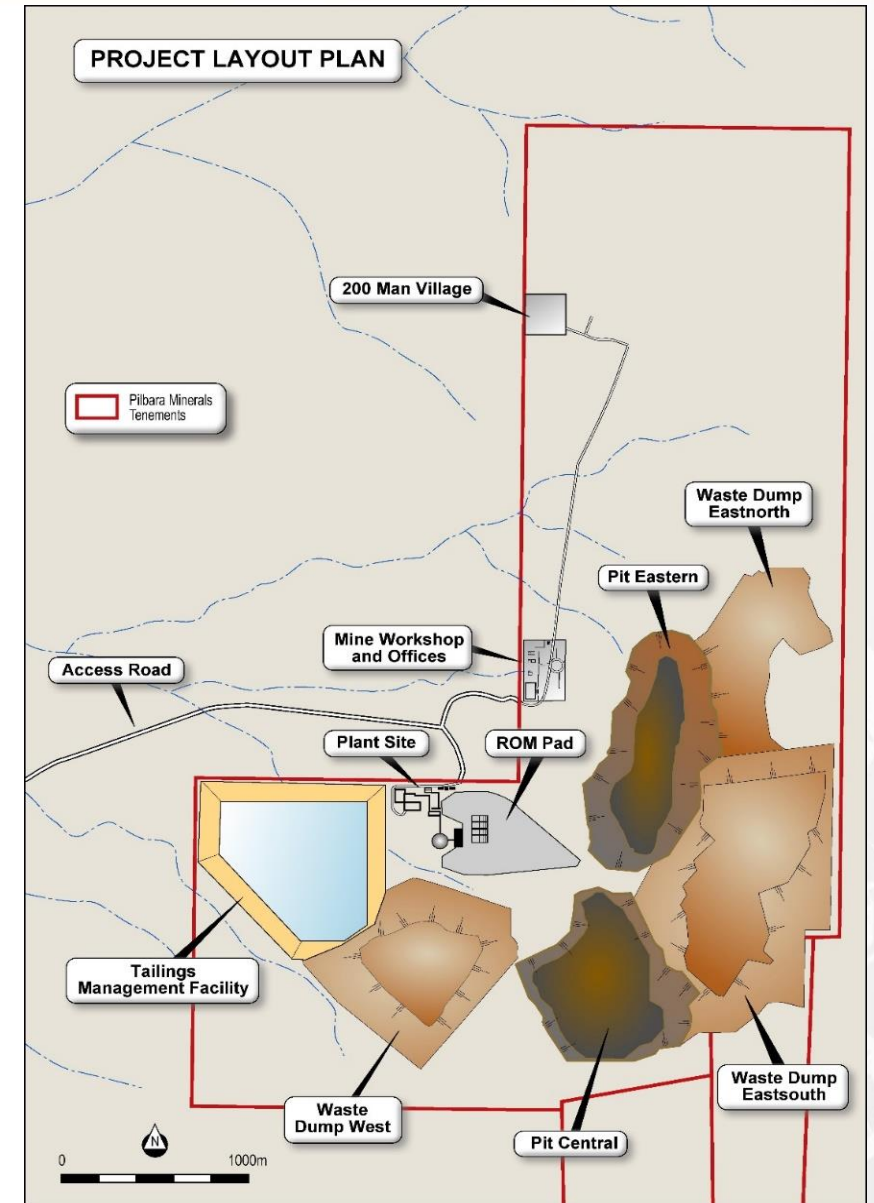 PROJECT LAYOUT PLAN
200 Man Village
Pilbara Minerals
Tenements
Waste Dump
Eastnorth
Pit Eastern
Mine Workshop
and Offices
Access Road
Plant Site
ROM Pad
Tailings
Management Facility
Waste Dump
Eastsouth
Waste
Dump West
Pit Central
N
0 1000m